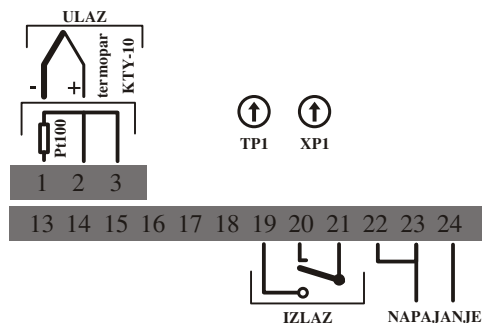 ULAZ
- +
termopar
KTY-10
Pt100
TP1 XP1
1 2 3
13 14 15 16 17 18 19 20 21 22 23 24
IZLAZ NAPAJANJE